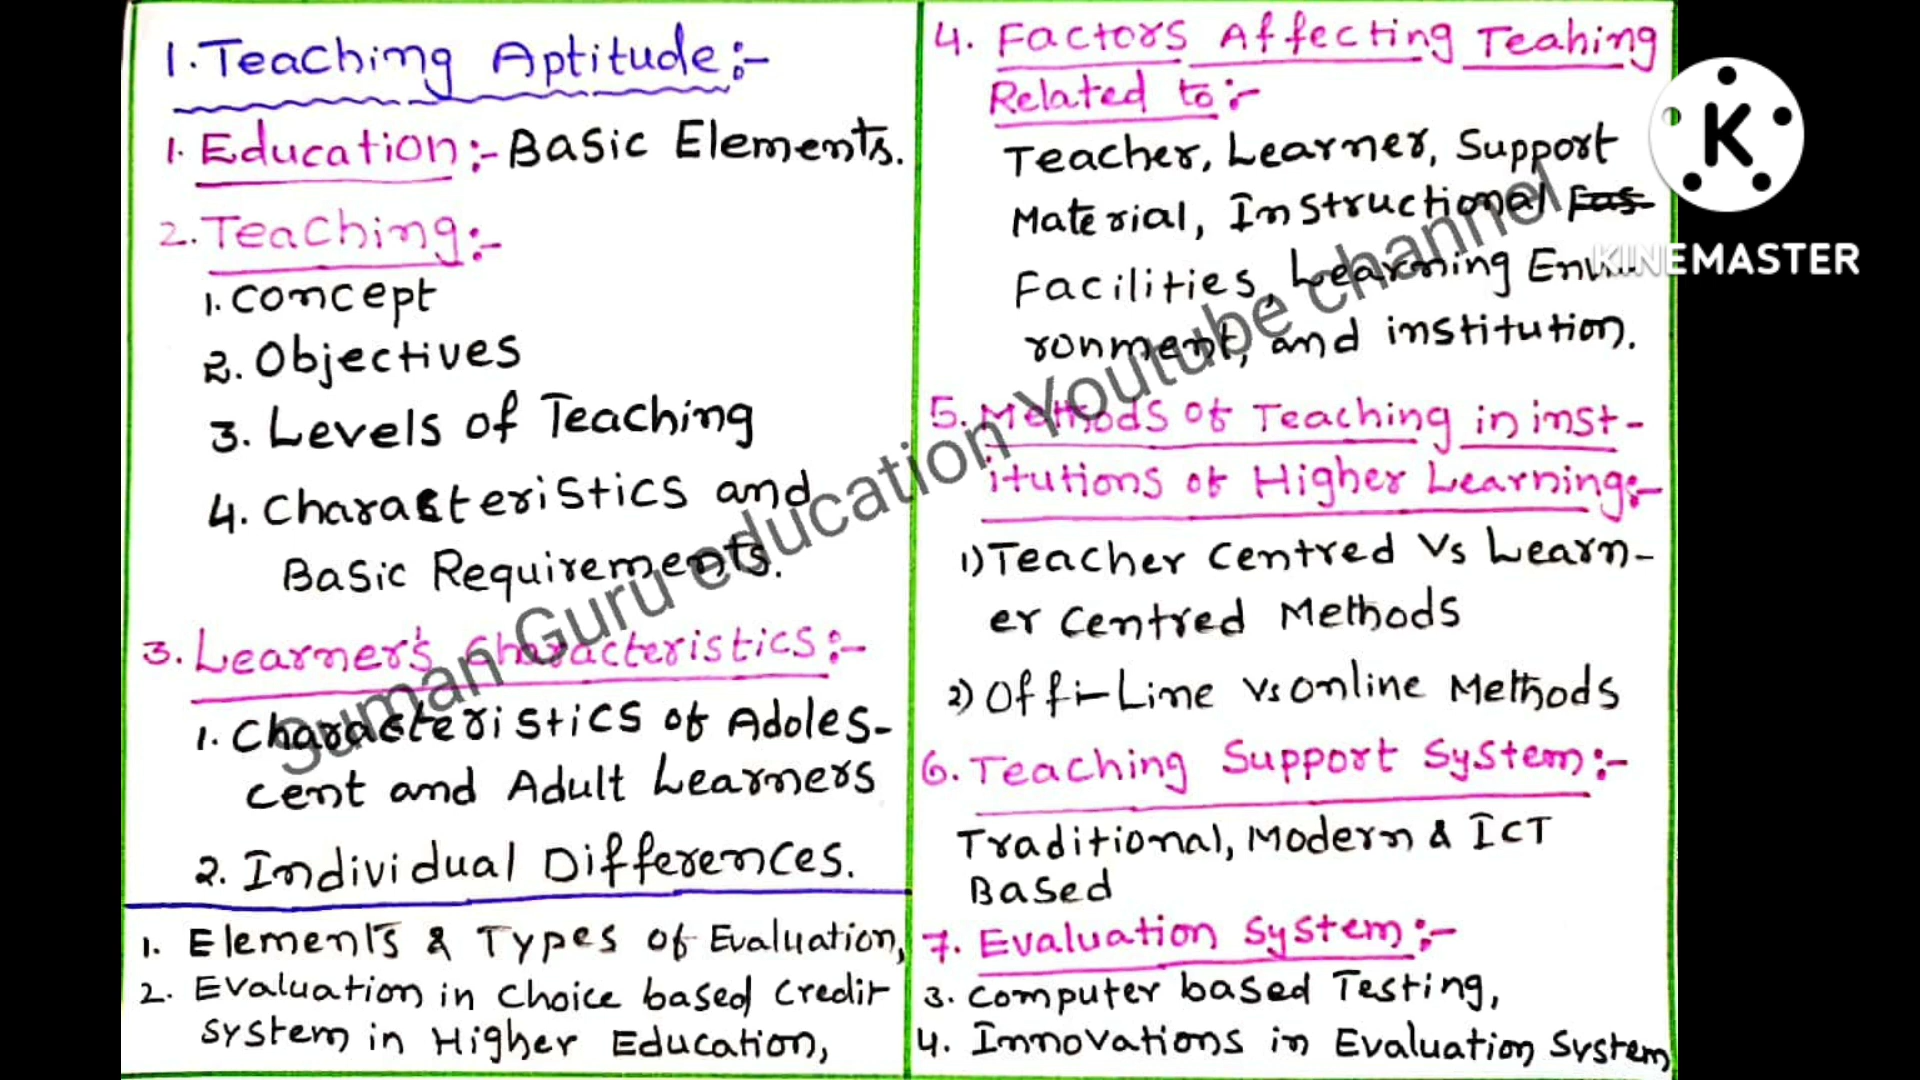 1. Teaching Aptitude:-
1. Education:- Basic Elements.
2. Teaching:-
1. Concept
2. Objectives
3. Levels of Teaching
4. Characteristics and
Basic Requirements.
3. Learner's Characteristics:-
1. Characteristics of Adoles-
cent and Adult Learners
2. Individual Differences.
1. Elements & Types of Evaluation,
2. Evaluation in Choice based Credit
System in Higher Education,
4. Factors Affecting Teahing
Related to:-
Teacher, Learner, Support
Material, Instructional
Facilities, Learning Envi-
ronment, and institution.
5. Methods of Teaching in inst-
itutions of Higher Learning:-
1) Teacher Centred Vs Learn-
er Centred Methods
2) Off-Line Vs online Methods
6. Teaching Support System:-
Traditional, Modern & ICT
Based
7. Evaluation System:-
3. Computer based Testing,
4. Innovations in Evaluation System
Suman Guru education Youtube channel
K
KINEMASTER